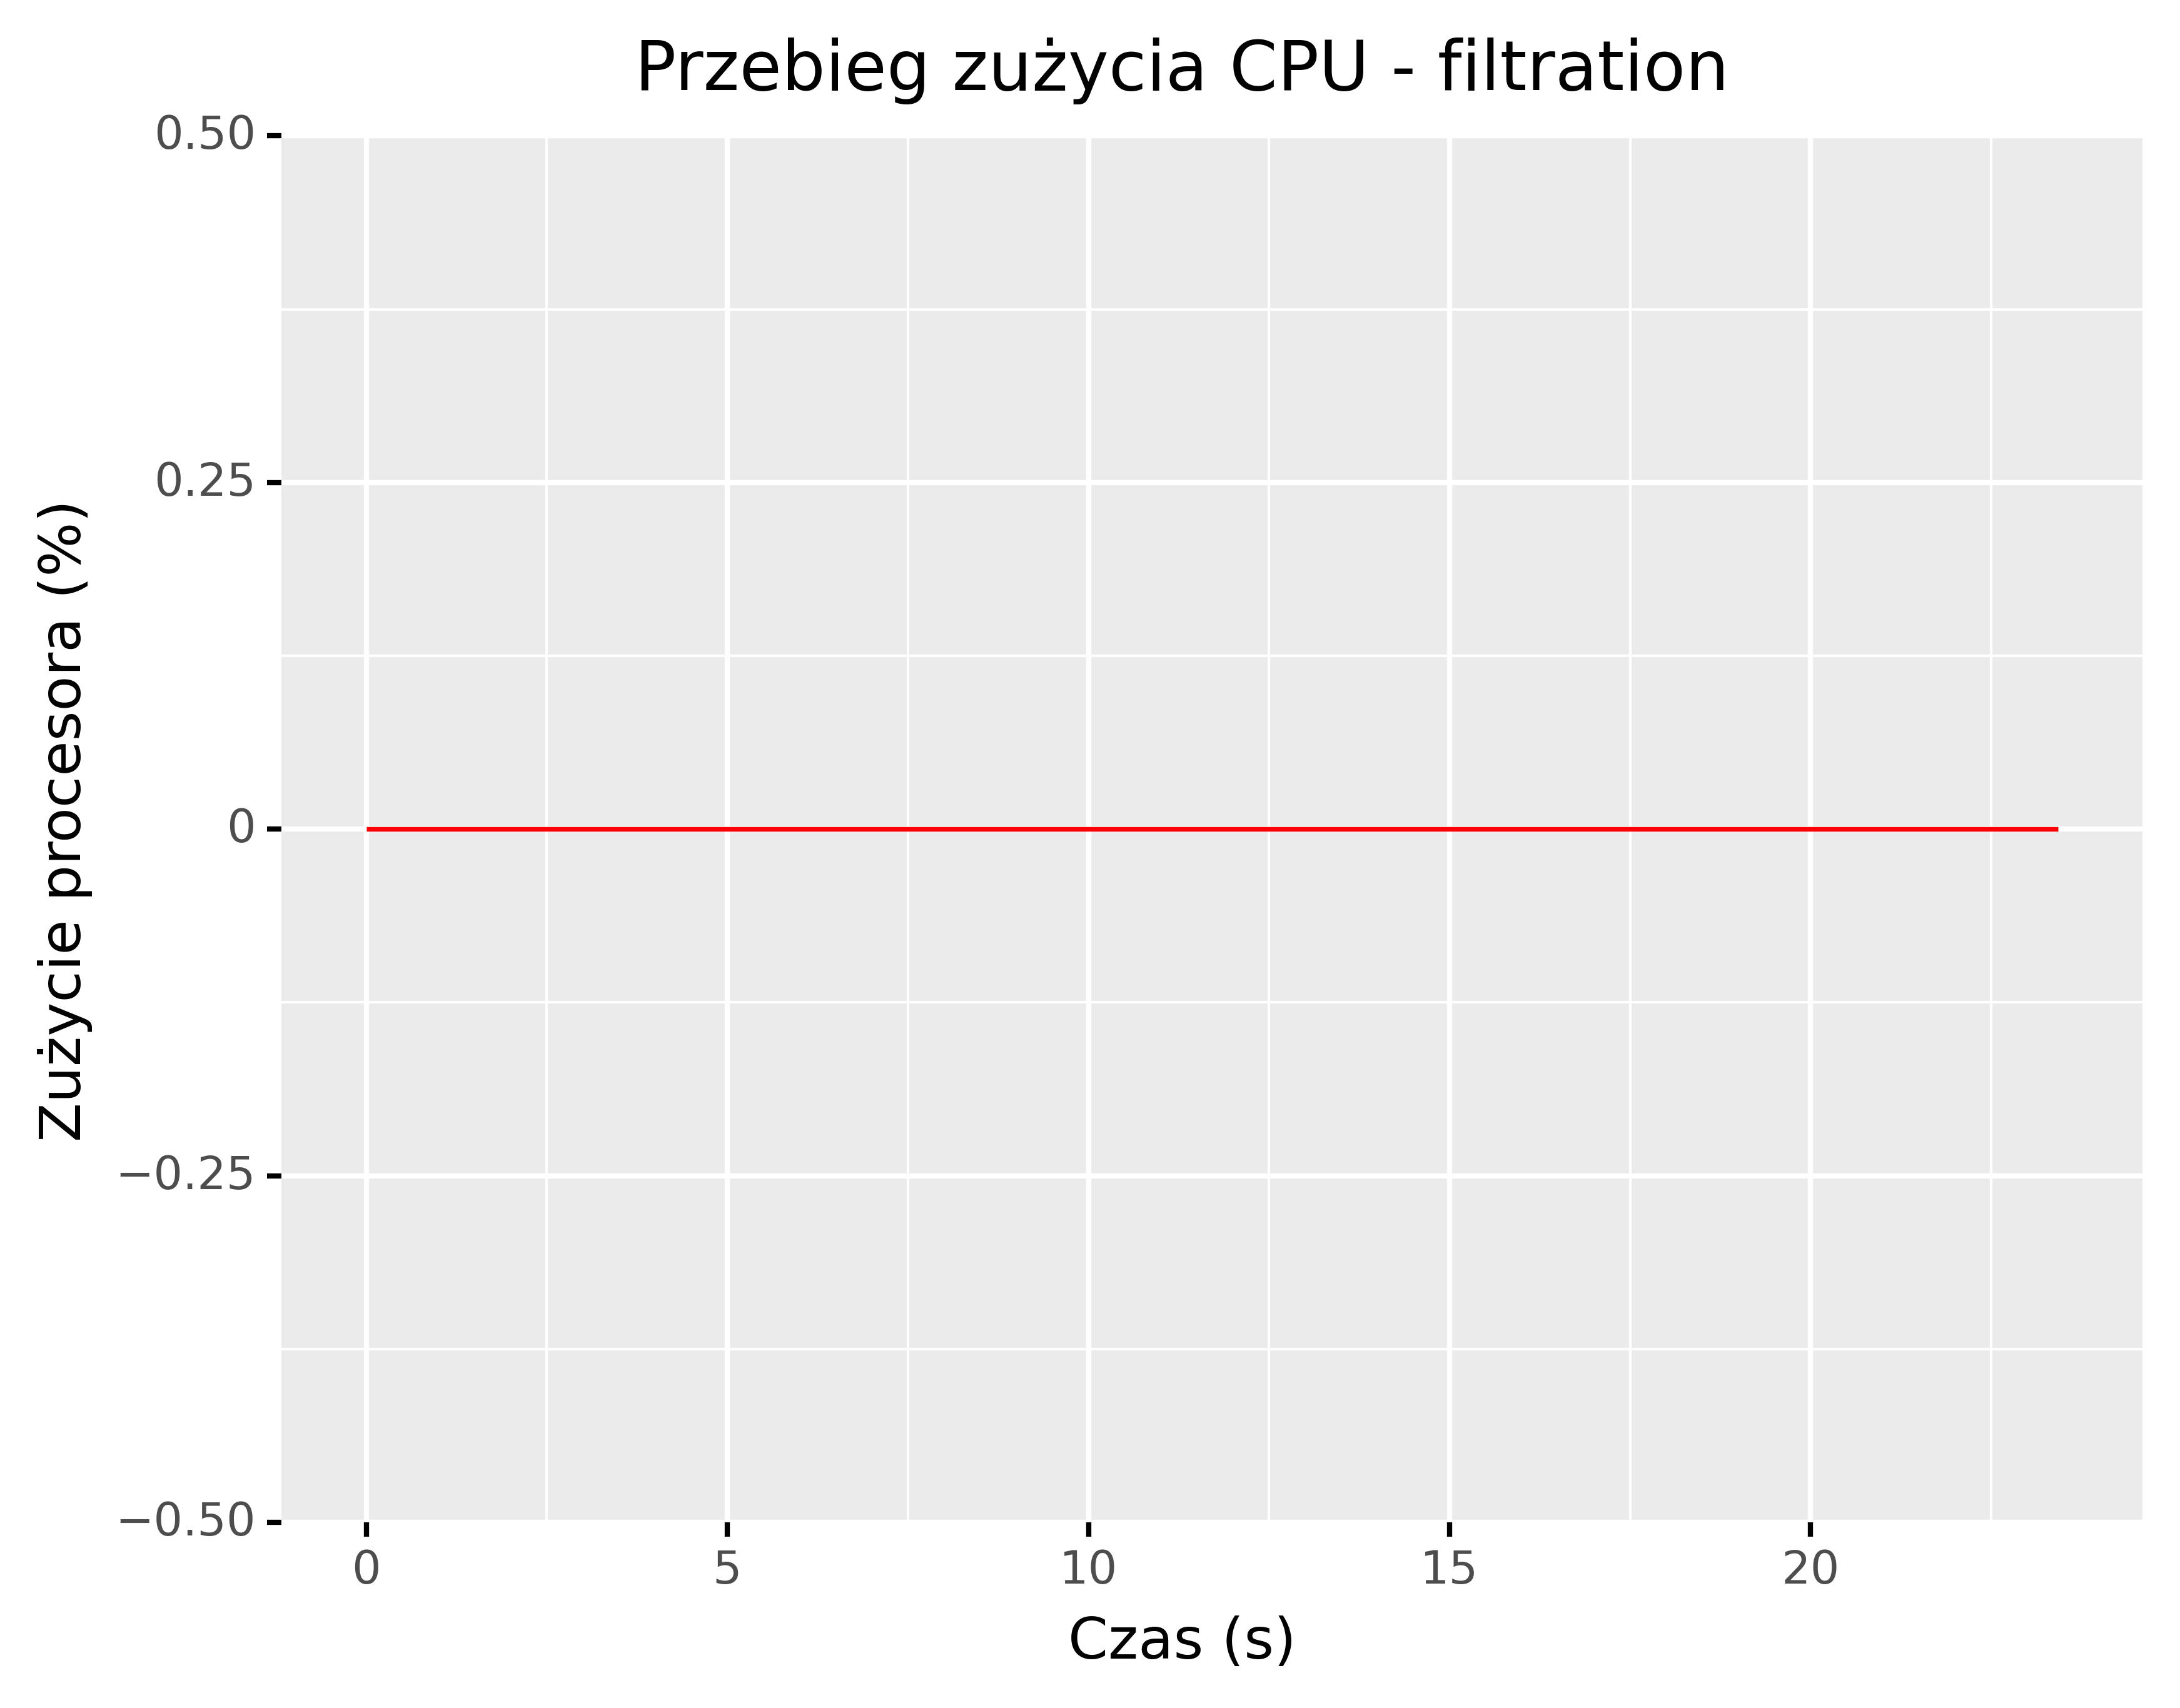 Przebieg zużycia CPU - filtration
Zużycie procesora (%)
0.50
0.25
0
−0.25
−0.50
0 5 10 15 20
Czas (s)